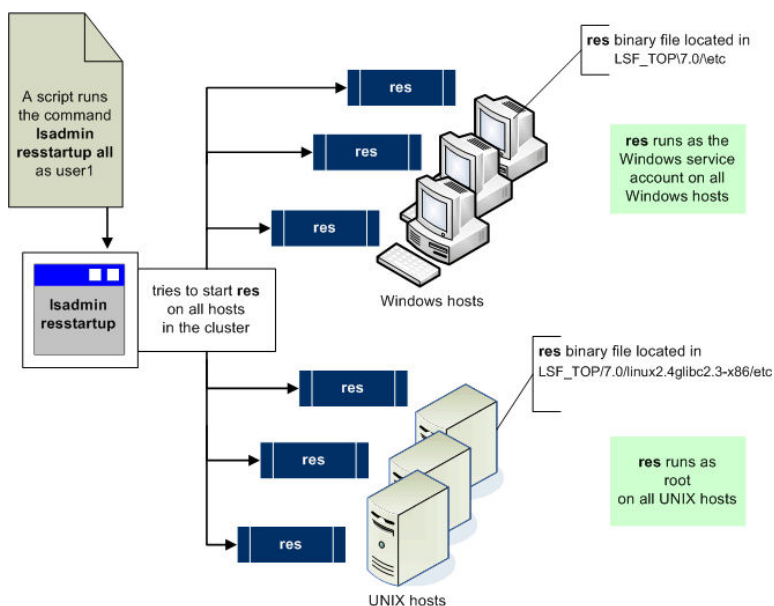 A script runs
the command
lsadmin
resstartup all
as user1
lsadmin
resstartup
tries to start res
on all hosts
in the cluster
res
res
res
Windows hosts
res binary file located in
LSF_TOP\7.0/\etc
res runs as the
Windows service
account on all
Windows hosts
res
res
res
UNIX hosts
res binary file located in
LSF_TOP/7.0/linux2.4glibc2.3-x86/etc
res runs as
root
on all UNIX hosts